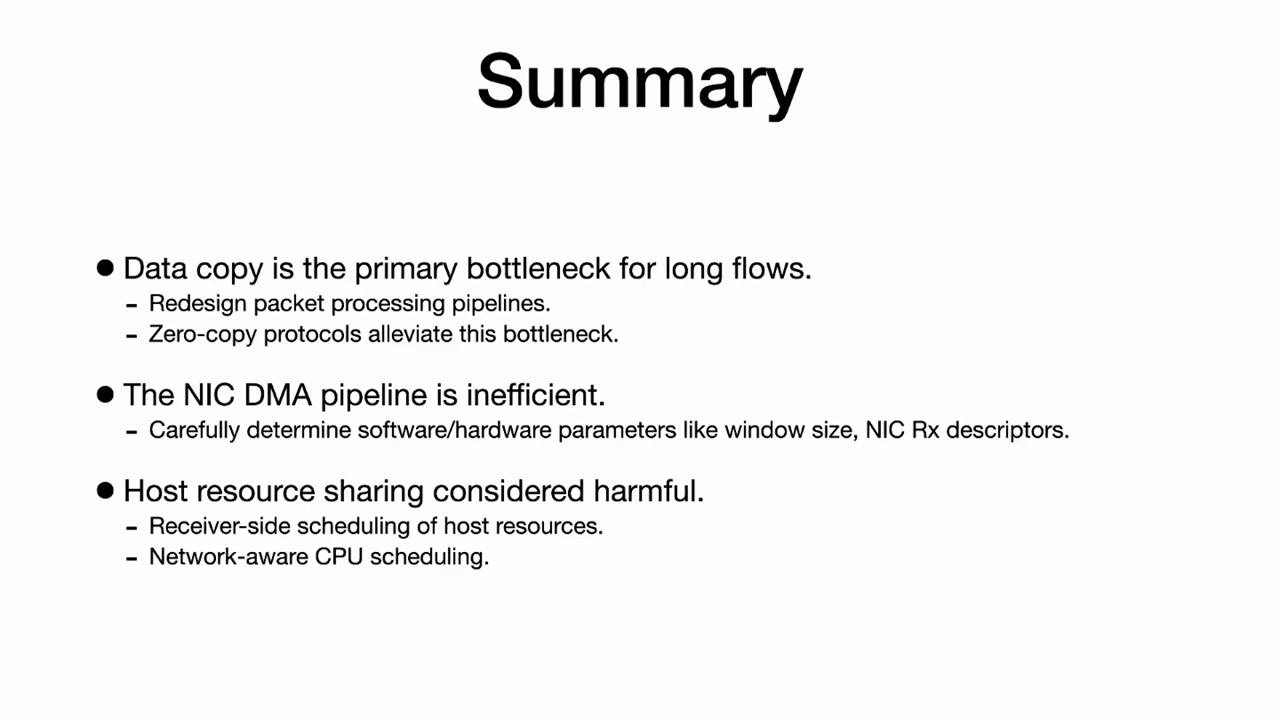 Summary
● Data copy is the primary bottleneck for long flows.
- Redesign packet processing pipelines.
- Zero-copy protocols alleviate this bottleneck.
● The NIC DMA pipeline is inefficient.
- Carefully determine software/hardware parameters like window size, NIC Rx descriptors.
● Host resource sharing considered harmful.
- Receiver-side scheduling of host resources.
- Network-aware CPU scheduling.